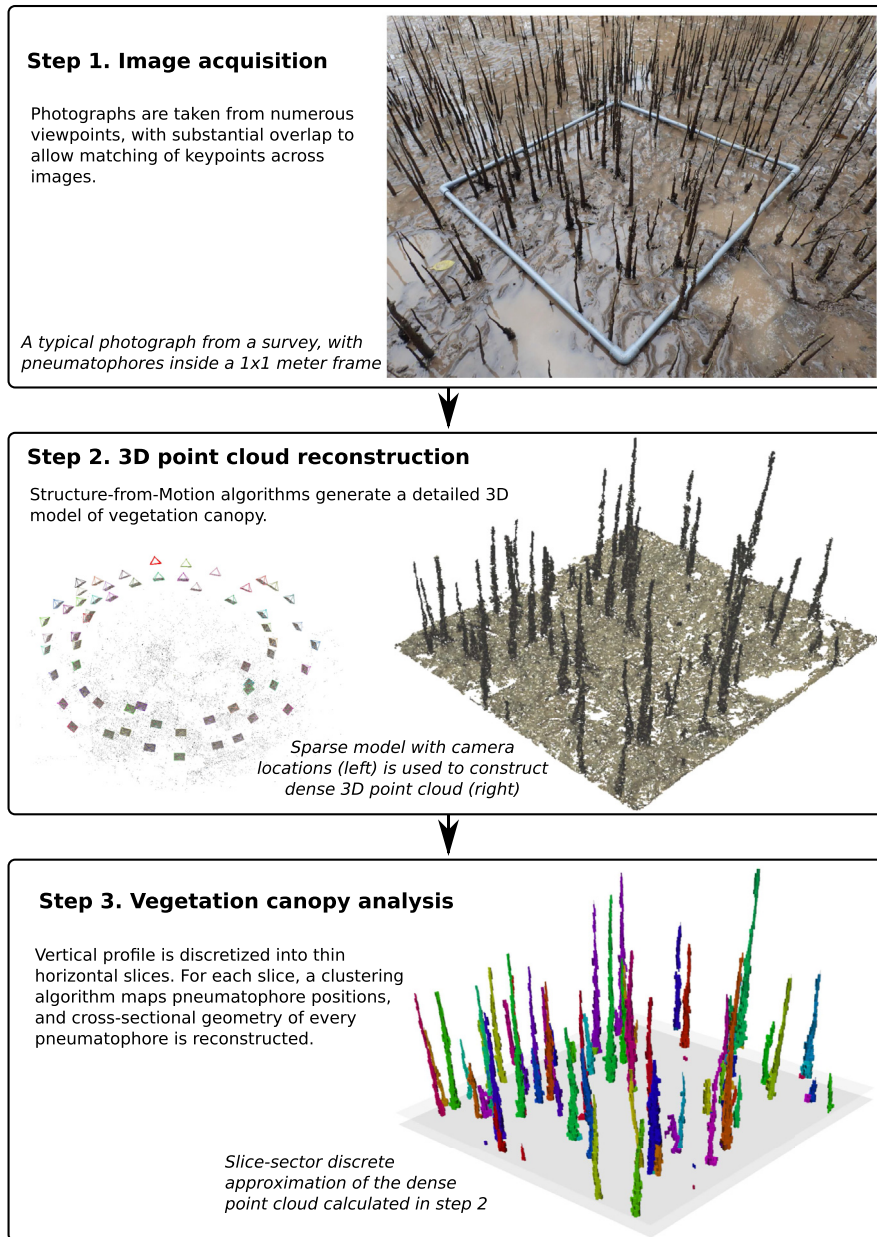 Step 1. Image acquisition
Photographs are taken from numerous
viewpoints, with substantial overlap to
allow matching of keypoints across
images.
A typical photograph from a survey, with
pneumatophores inside a 1x1 meter frame
Step 2. 3D point cloud reconstruction
Structure-from-Motion algorithms generate a detailed 3D
model of vegetation canopy.
Sparse model with camera
locations (left) is used to construct
dense 3D point cloud (right)
Step 3. Vegetation canopy analysis
Vertical profile is discretized into thin
horizontal slices. For each slice, a clustering
algorithm maps pneumatophore positions,
and cross-sectional geometry of every
pneumatophore is reconstructed.
Slice-sector discrete
approximation of the dense
point cloud calculated in step 2